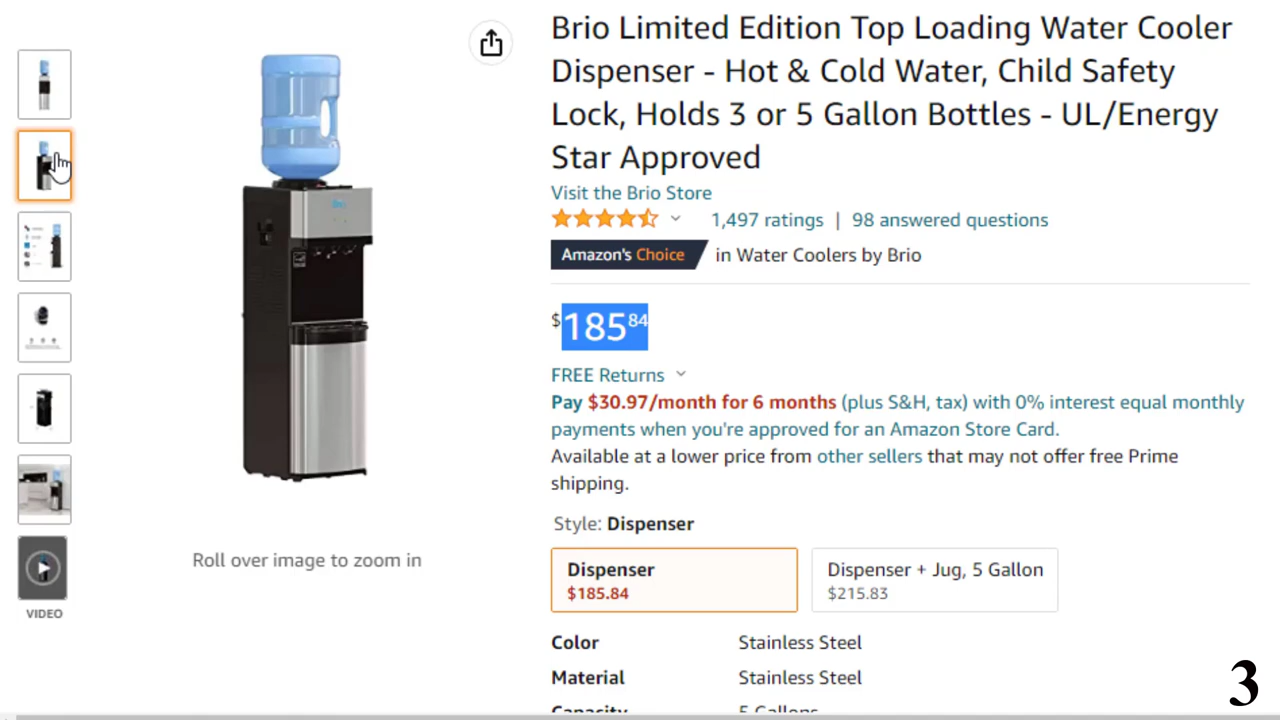 Brio Limited Edition Top Loading Water Cooler
Dispenser - Hot & Cold Water, Child Safety
Lock, Holds 3 or 5 Gallon Bottles - UL/Energy
Star Approved
Visit the Brio Store
1,497 ratings | 98 answered questions
Amazon's Choice in Water Coolers by Brio
$185.84
FREE Returns
Pay $30.97/month for 6 months (plus S&H, tax) with 0% interest equal monthly
payments when you're approved for an Amazon Store Card.
Available at a lower price from other sellers that may not offer free Prime
shipping.
Style: Dispenser
Dispenser
$185.84
Dispenser + Jug, 5 Gallon
$215.83
Color Stainless Steel
Material Stainless Steel
Capacity 5 Gallons
Roll over image to zoom in
VIDEO
Brio
3